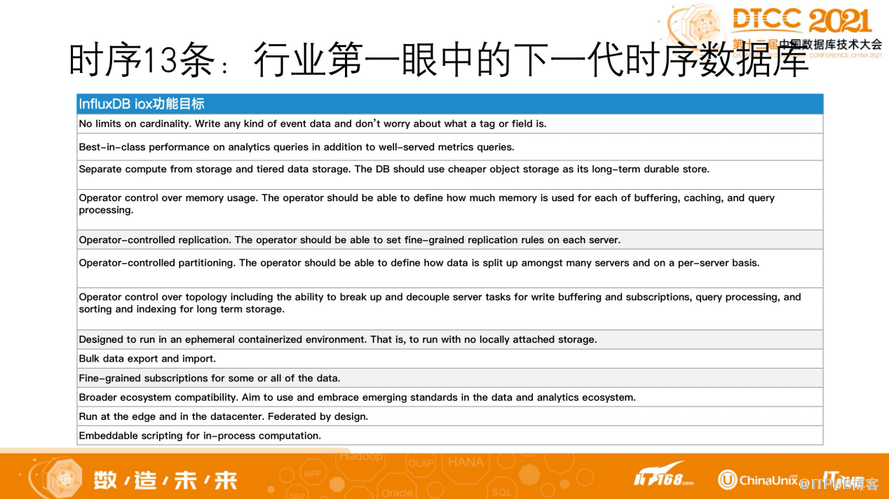 DTCC 2021
第十二届中国数据库技术大会
时序13条：行业第一眼中的下一代时序数据库
InfluxDB iox功能目标
No limits on cardinality. Write any kind of event data and don't worry about what a tag or field is.
Best-in-class performance on analytics queries in addition to well-served metrics queries.
Separate compute from storage and tiered data storage. The DB should use cheaper object storage as its long-term durable store.
Operator control over memory usage. The operator should be able to define how much memory is used for each of buffering, caching, and query
processing.
Operator-controlled replication. The operator should be able to set fine-grained replication rules on each server.
Operator-controlled partitioning. The operator should be able to define how data is split up amongst many servers and on a per-server basis.
Operator control over topology including the ability to break up and decouple server tasks for write buffering and subscriptions, query processing, and
sorting and indexing for long term storage.
Designed to run in an ephemeral containerized environment. That is, to run with no locally attached storage.
Bulk data export and import.
Fine-grained subscriptions for some or all of the data.
Broader ecosystem compatibility. Aim to use and embrace emerging standards in the data and analytics ecosystem.
Run at the edge and in the datacenter. Federated by design.
Embeddable scripting for in-process computation.
数造未来
Hadoop
MPP
OLAP
HANA
DB2
Oracle
SQL
IT168.com
ChinaUnix
ITPUB
@ITPUB博客